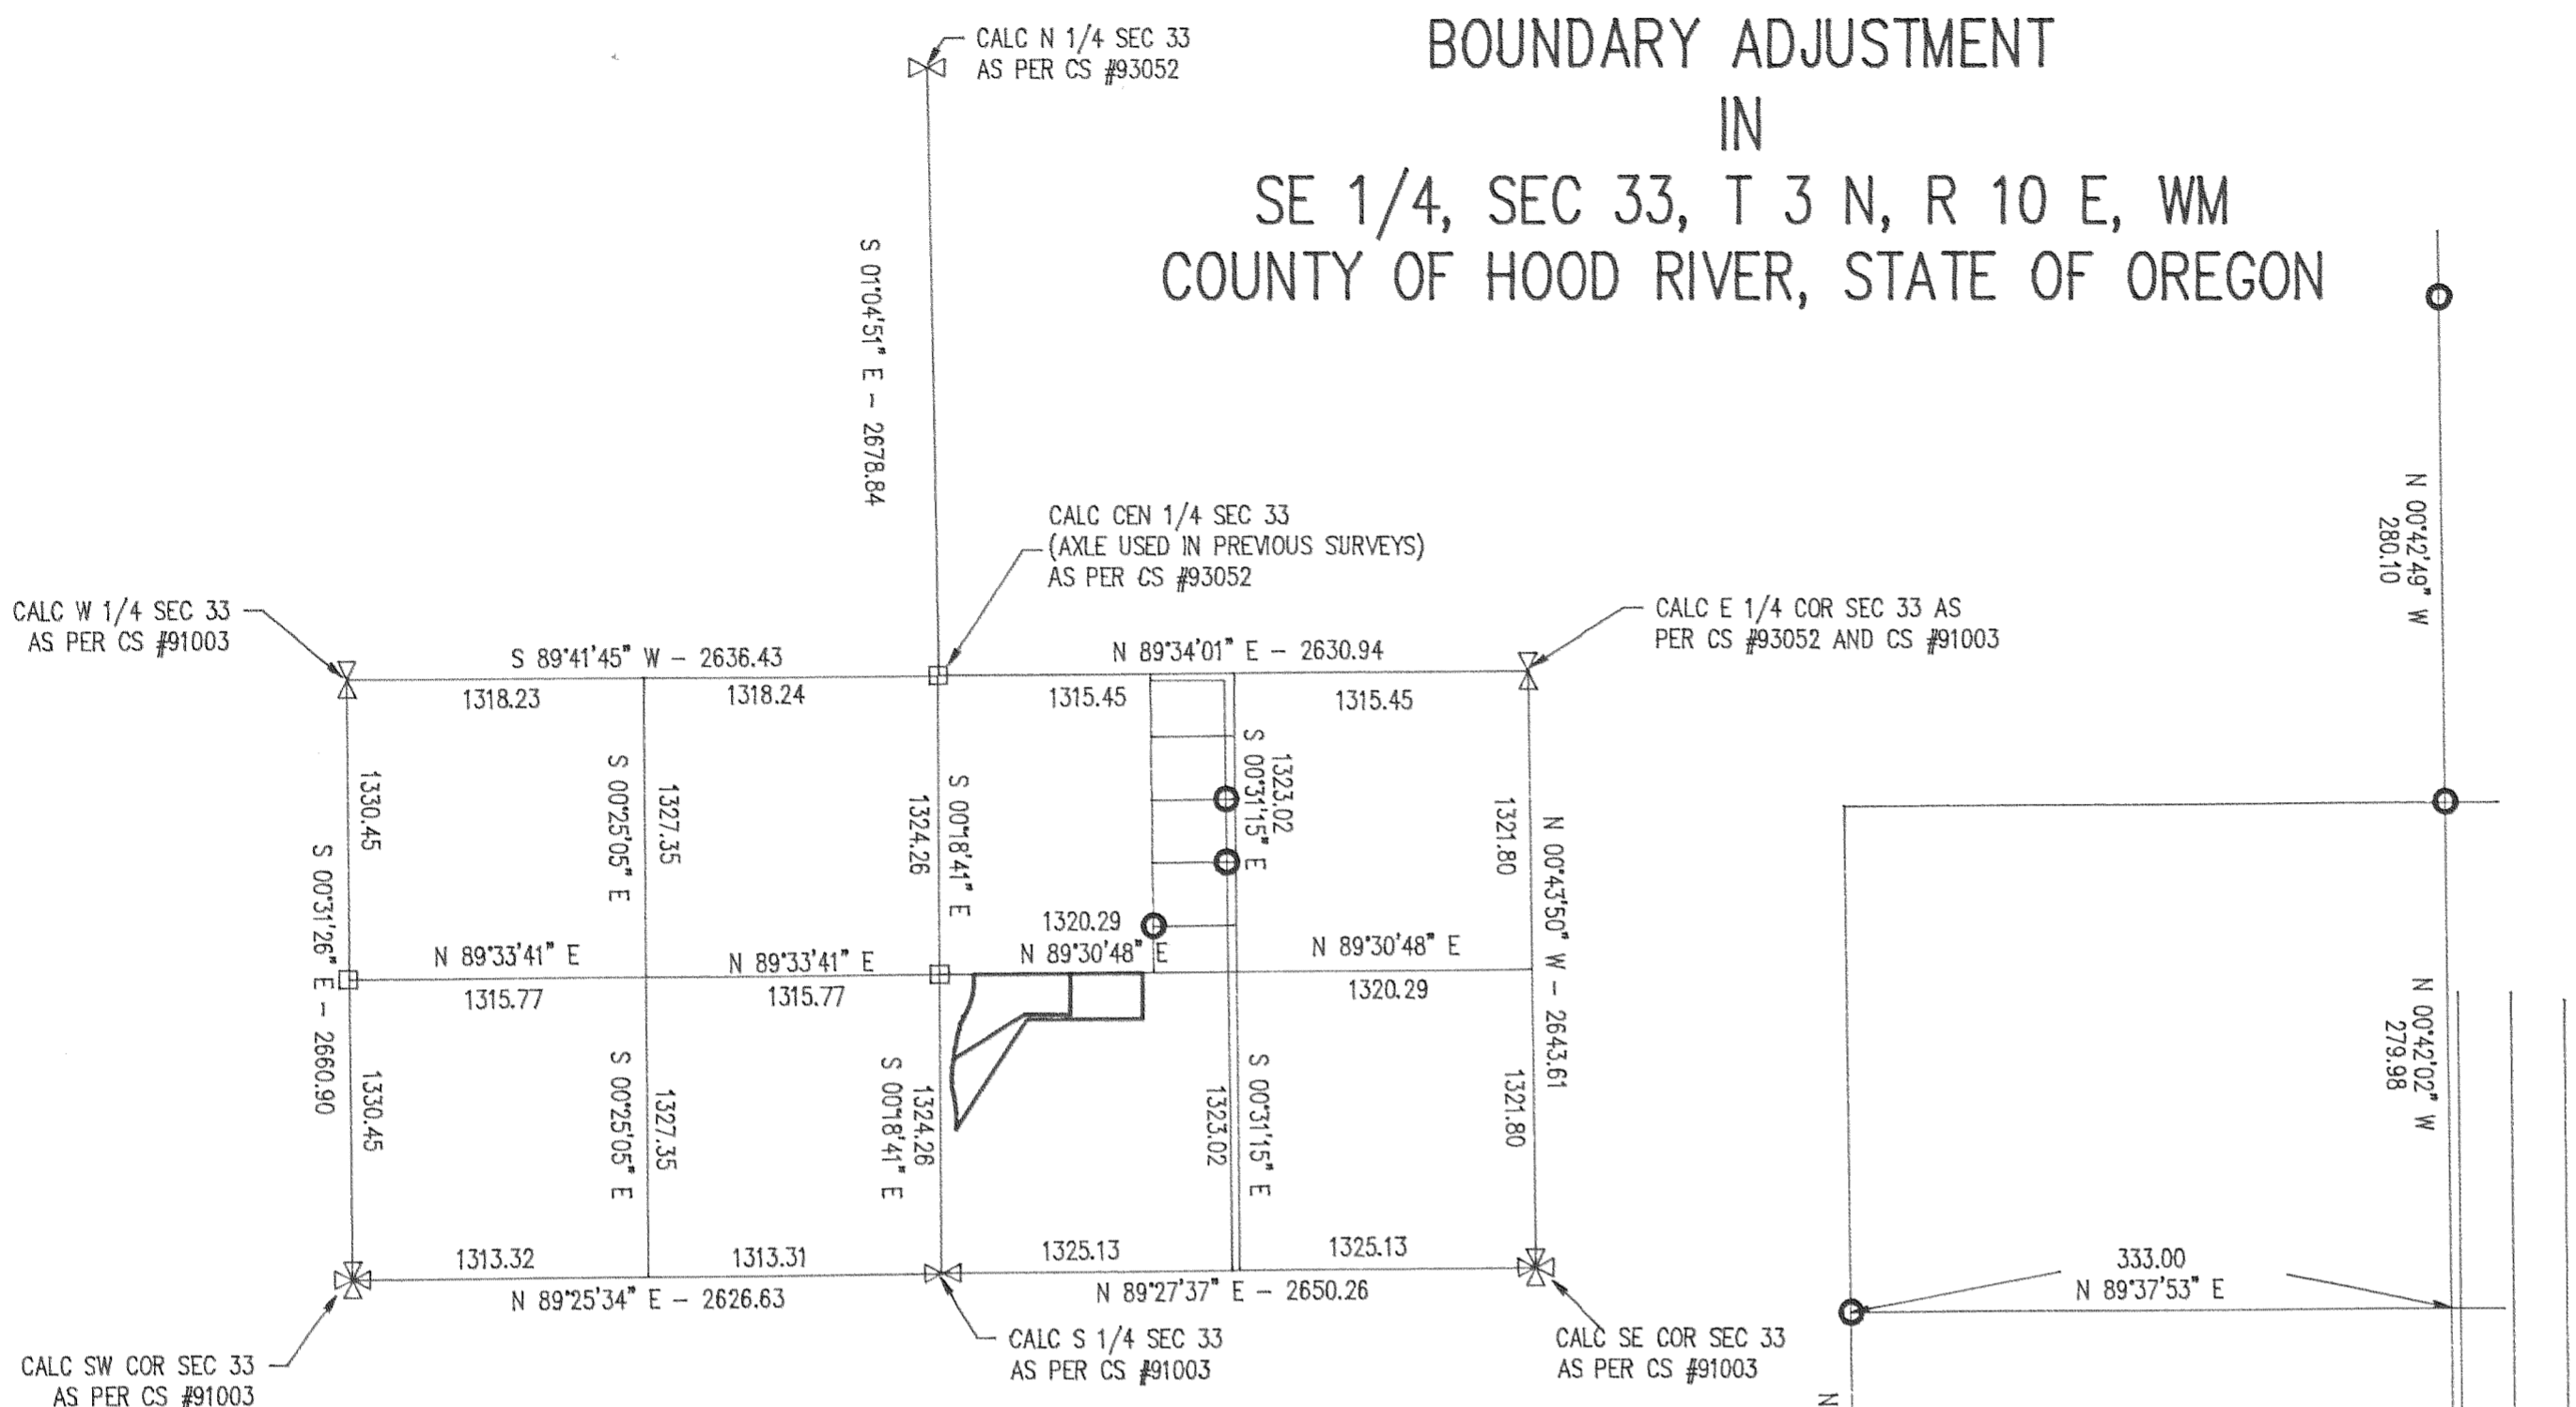 BOUNDARY ADJUSTMENT
IN
SE 1/4, SEC 33, T 3 N, R 10 E, WM
COUNTY OF HOOD RIVER, STATE OF OREGON
CALC N 1/4 SEC 33
AS PER CS #93052
S 01°04'51" E - 2678.84
CALC CEN 1/4 SEC 33
(AXLE USED IN PREVIOUS SURVEYS)
AS PER CS #93052
CALC W 1/4 SEC 33
AS PER CS #91003
CALC E 1/4 COR SEC 33 AS
PER CS #93052 AND CS #91003
S 89°41'45" W - 2636.43
N 89°34'01" E - 2630.94
1318.23
1318.24
1315.45
1315.45
1330.45
S 00°25'05" E
1327.35
1324.26
S 00°18'41" E
1323.02
S 00°31'15" E
1321.80
N 00°43'50" W - 2643.61
S 00°31'26" E - 2660.90
1320.29
N 89°33'41" E
N 89°33'41" E
N 89°30'48" E
N 89°30'48" E
1315.77
1315.77
1320.29
1330.45
S 00°25'05" E
1327.35
S 00°18'41" E
1324.26
1323.02
S 00°31'15" E
1321.80
1313.32
1313.31
1325.13
1325.13
N 89°25'34" E - 2626.63
N 89°27'37" E - 2650.26
CALC SW COR SEC 33
AS PER CS #91003
CALC S 1/4 SEC 33
AS PER CS #91003
CALC SE COR SEC 33
AS PER CS #91003
N 00°42'49" W
280.10
N 00°42'02" W
279.98
333.00
N 89°37'53" E
N